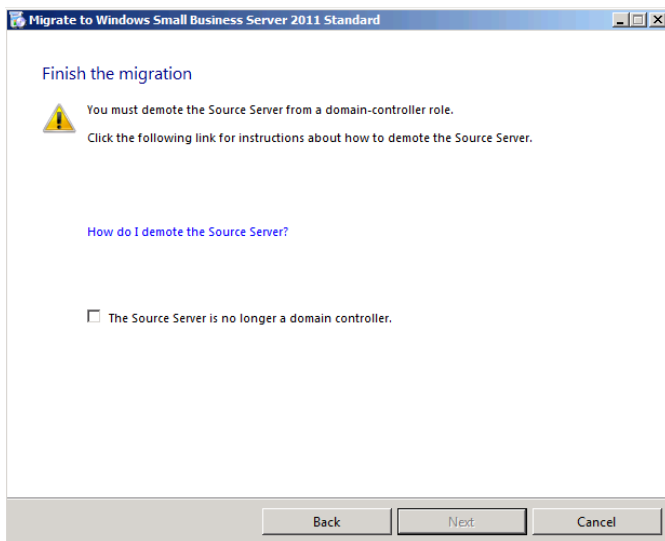 Migrate to Windows Small Business Server 2011 Standard
Finish the migration
You must demote the Source Server from a domain-controller role.
Click the following link for instructions about how to demote the Source Server.
How do I demote the Source Server?
The Source Server is no longer a domain controller.
Back Next Cancel